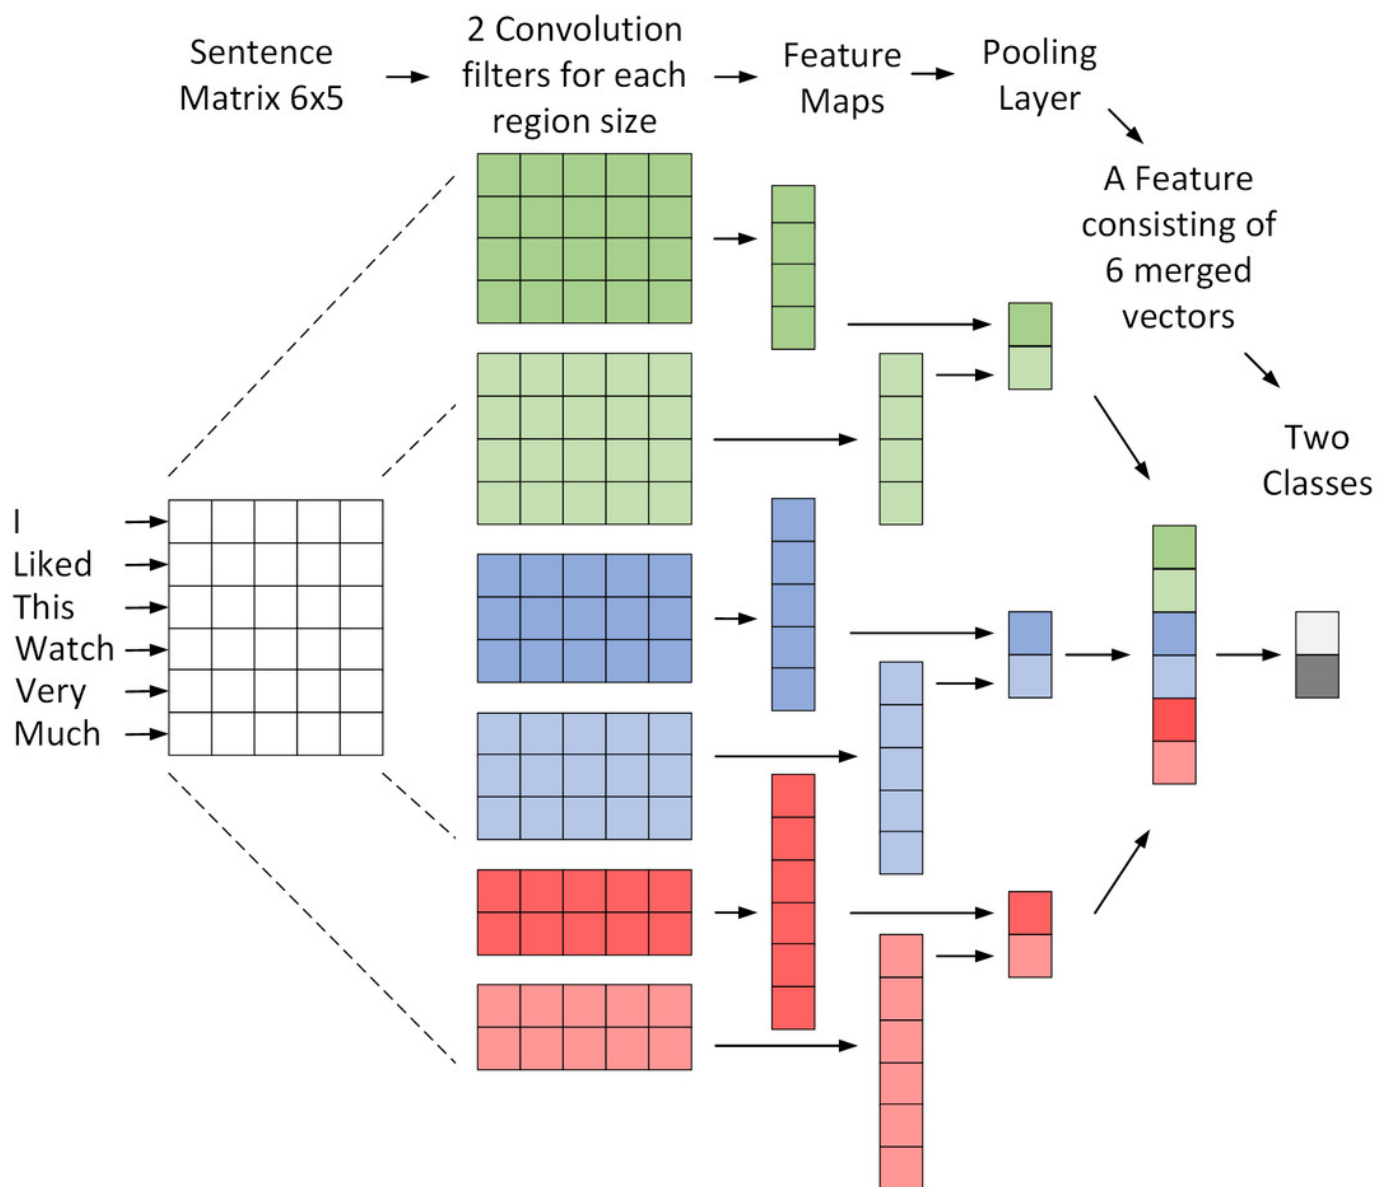 Sentence
Matrix 6x5
2 Convolution
filters for each
region size
Feature
Maps
Pooling
Layer
A Feature
consisting of
6 merged
vectors
Two
Classes
I
Liked
This
Watch
Very
Much